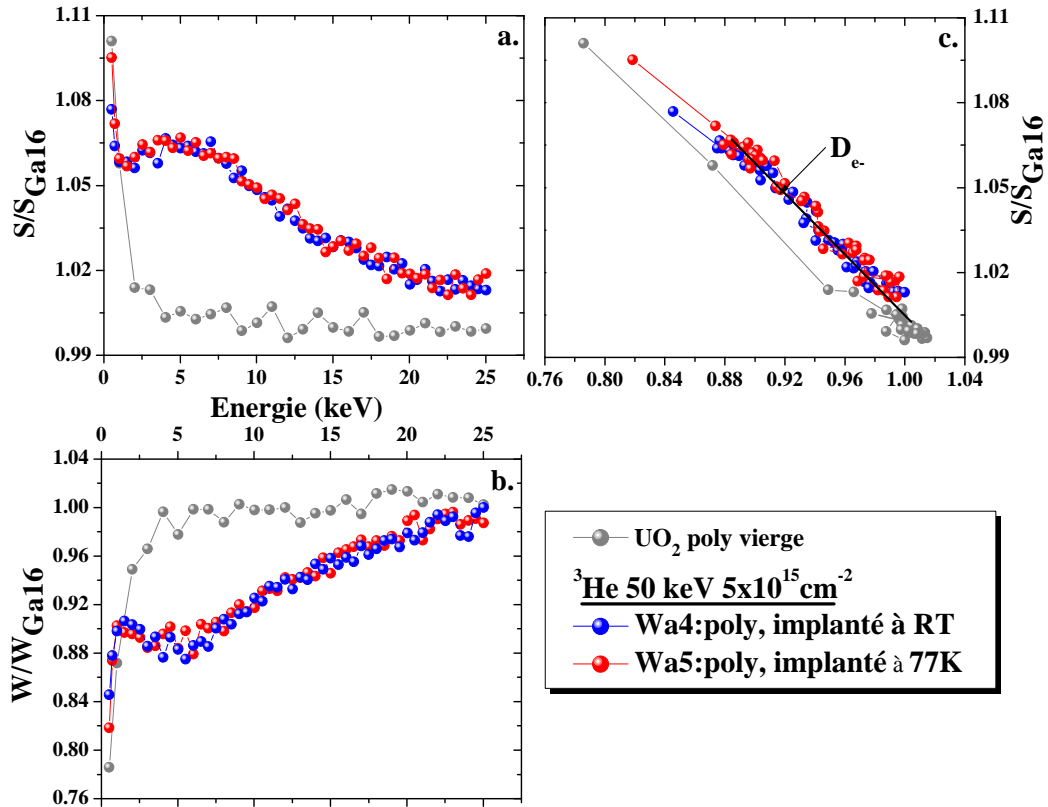 a.
S/S_Ga16
1.11
1.08
1.05
1.02
0.99
0 5 10 15 20 25
Energie (keV)
c.
D_e-
S/S_Ga16
1.11
1.08
1.05
1.02
0.99
0.76 0.80 0.84 0.88 0.92 0.96 1.00 1.04
0 5 10 15 20 25
b.
W/W_Ga16
1.04
1.00
0.96
0.92
0.88
0.84
0.80
0.76
UO₂ poly vierge
³He 50 keV 5x10¹⁵cm⁻²
Wa4:poly, implanté à RT
Wa5:poly, implanté à 77K